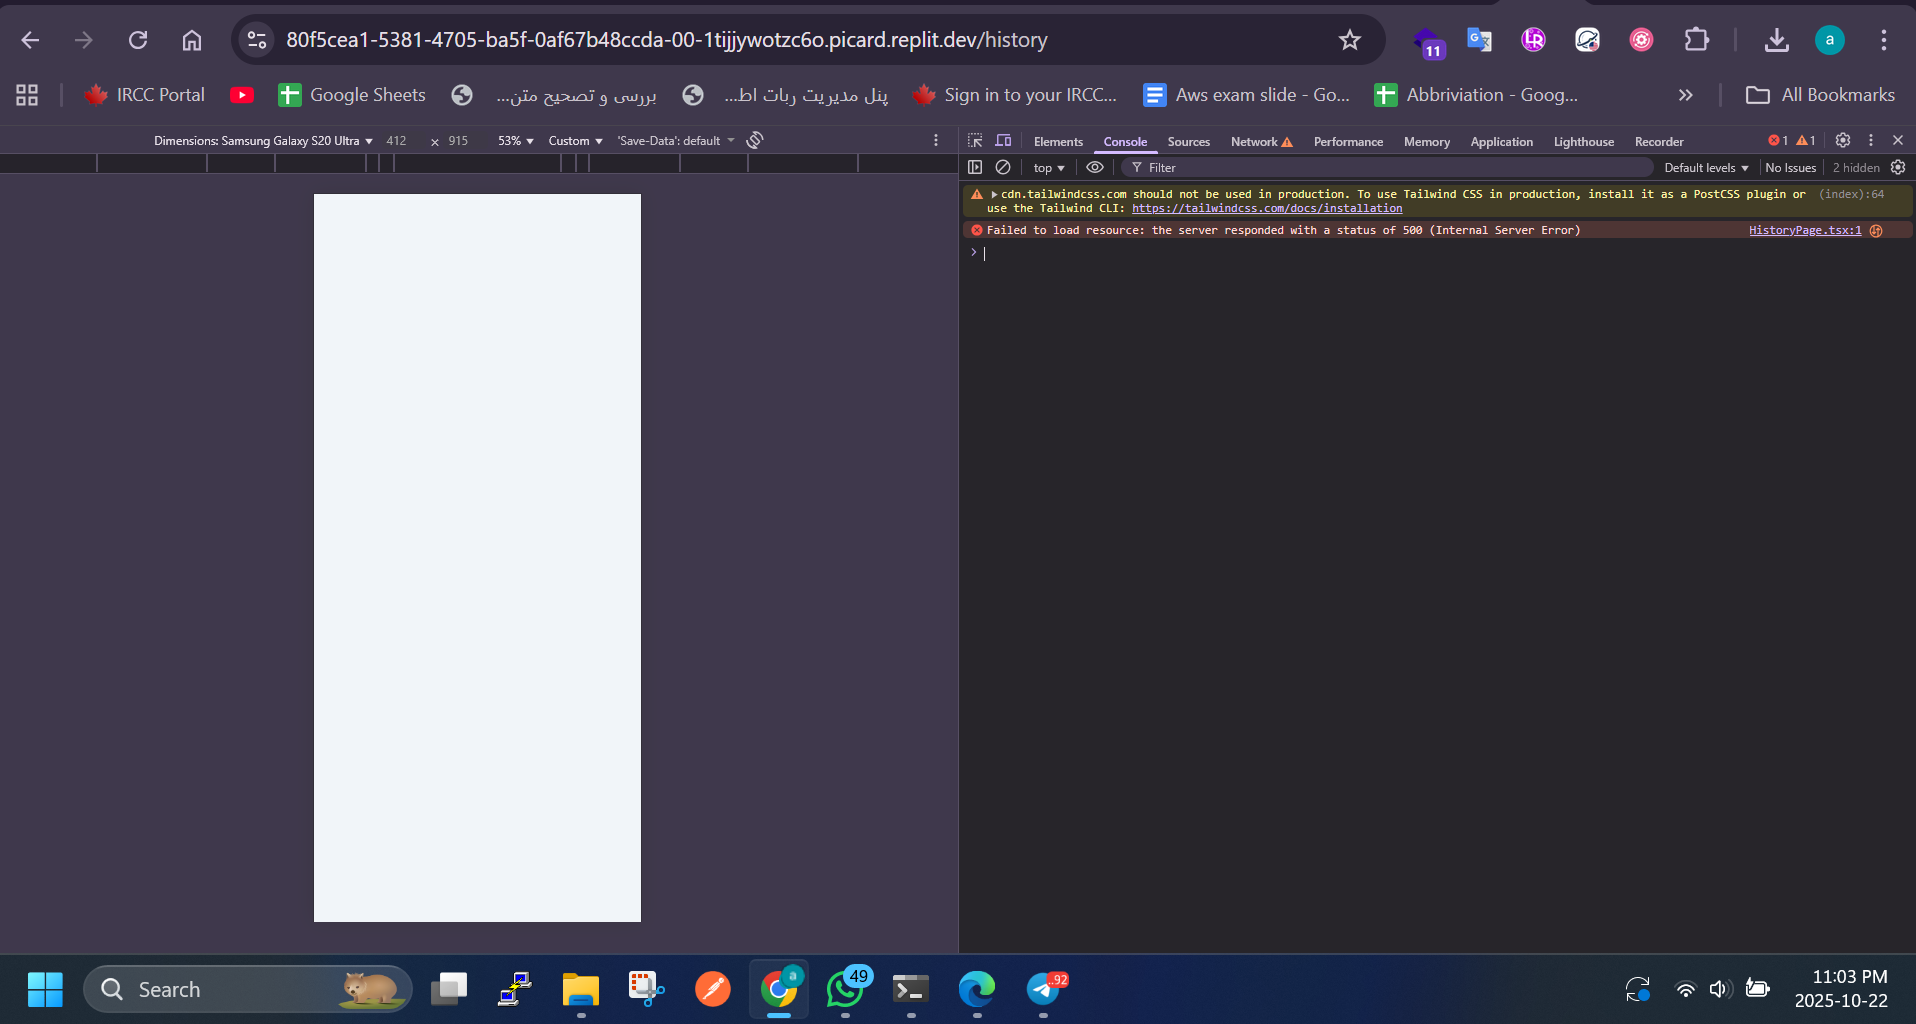 80f5cea1-5381-4705-ba5f-0af67b48ccda-00-1tijjywotzc6o.picard.replit.dev/history
11
a
IRCC Portal
Google Sheets
بررسی و تصحیح متن...
پنل مدیریت ربات اط...
Sign in to your IRCC...
Aws exam slide - Go...
Abbriviation - Goog...
»
All Bookmarks
Dimensions: Samsung Galaxy S20 Ultra 412 × 915 53% Custom 'Save-Data': default
Elements Console Sources Network Performance Memory Application Lighthouse Recorder 1 1
top Filter Default levels No Issues 2 hidden
cdn.tailwindcss.com should not be used in production. To use Tailwind CSS in production, install it as a PostCSS plugin or (index):64
use the Tailwind CLI: https://tailwindcss.com/docs/installation
Failed to load resource: the server responded with a status of 500 (Internal Server Error) HistoryPage.tsx:1
Search
a
49
..92
11:03 PM
2025-10-22